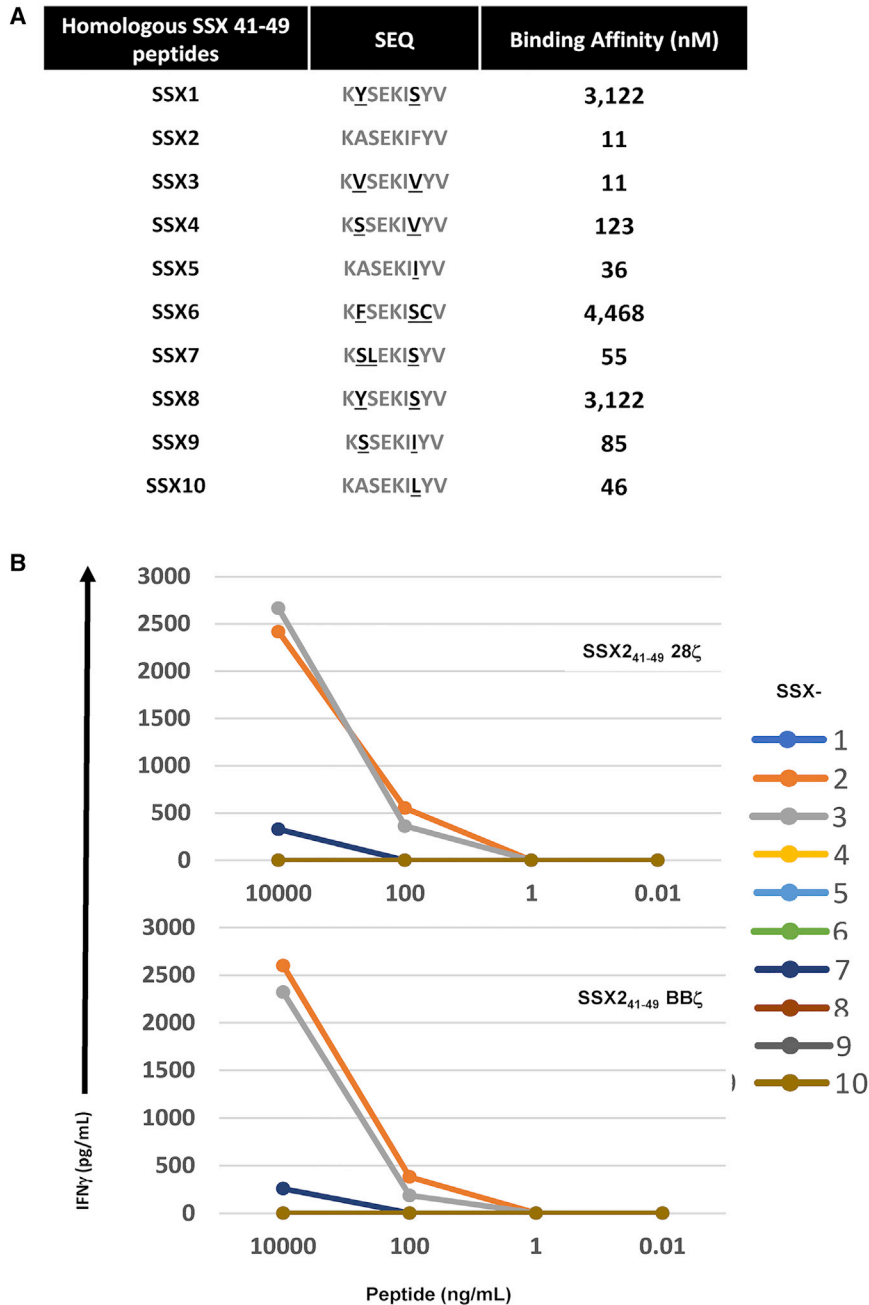 A
Homologous SSX 41-49 peptides SEQ Binding Affinity (nM)
SSX1 KYSEKISYV 3,122
SSX2 KASEKIFYV 11
SSX3 KVSEKIVYV 11
SSX4 KSSEKIVYV 123
SSX5 KASEKIIYV 36
SSX6 KFSEKISCV 4,468
SSX7 KSLEKISYV 55
SSX8 KYSEKISYV 3,122
SSX9 KSSEKIIYV 85
SSX10 KASEKILYV 46
B
3000
2500
2000
1500
1000
500
0
10000 100 1 0.01
SSX2₄₁₋₄₉ 28ζ
3000
2500
2000
1500
1000
500
0
10000 100 1 0.01
SSX2₄₁₋₄₉ BBζ
IFNγ (pg/mL)
Peptide (ng/mL)
SSX-
1
2
3
4
5
6
7
8
9
10